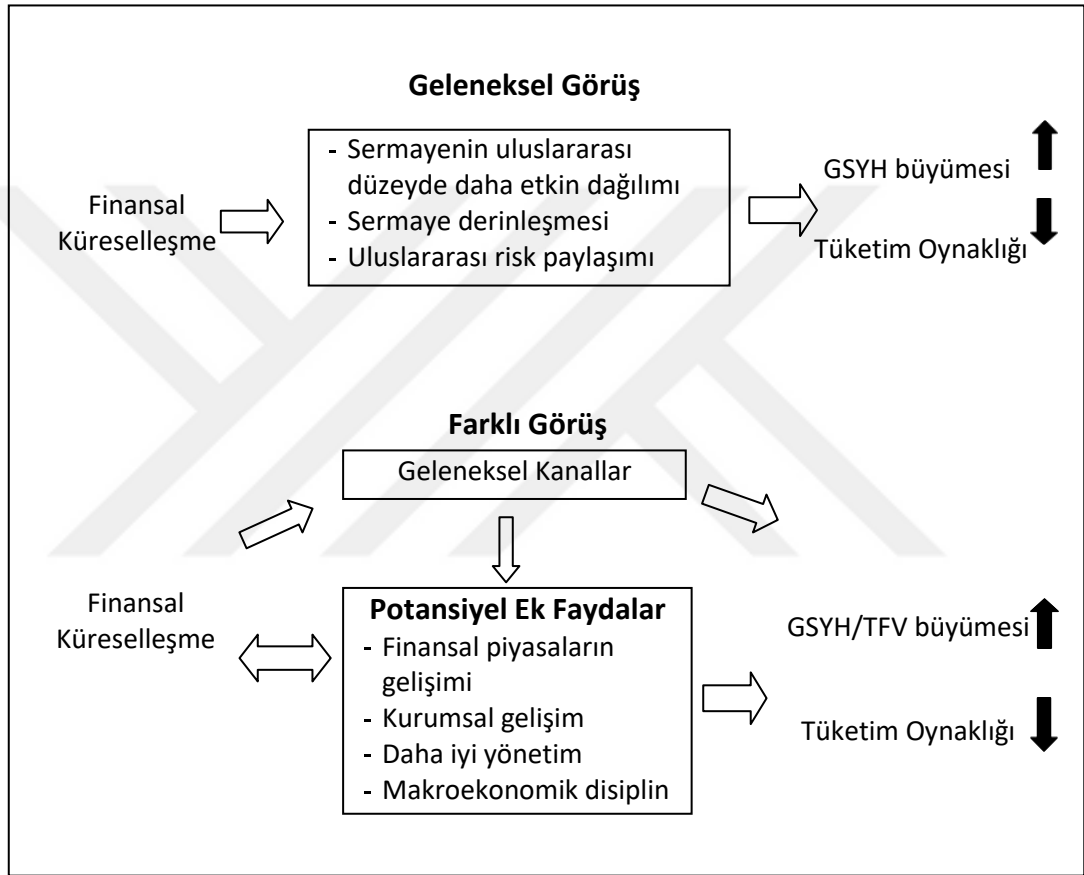 Geleneksel Görüş
Finansal
Küreselleşme
- Sermayenin uluslararası
düzeyde daha etkin dağılımı
- Sermaye derinleşmesi
- Uluslararası risk paylaşımı
GSYH büyümesi
Tüketim Oynaklığı
Farklı Görüş
Geleneksel Kanallar
Finansal
Küreselleşme
Potansiyel Ek Faydalar
- Finansal piyasaların
gelişimi
- Kurumsal gelişim
- Daha iyi yönetim
- Makroekonomik disiplin
GSYH/TFV büyümesi
Tüketim Oynaklığı